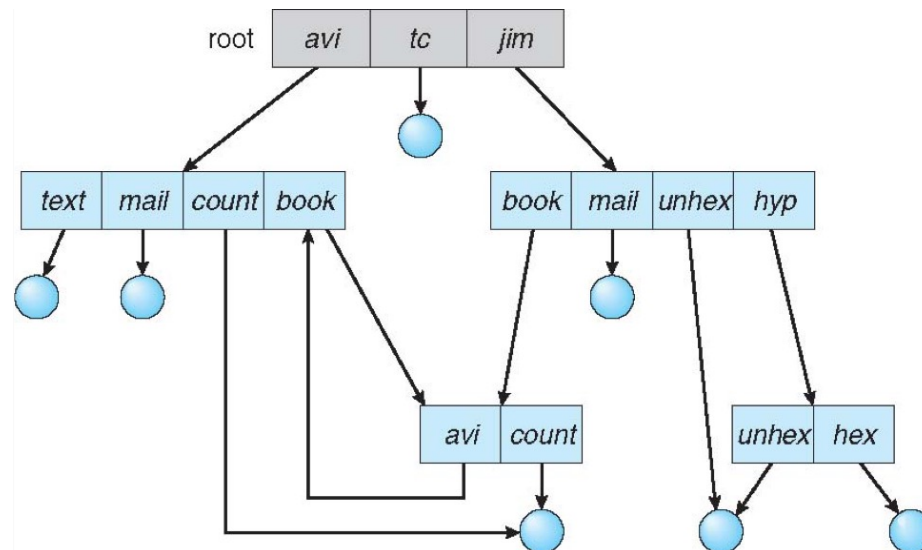 root avi tc jim
text mail count book
book mail unhex hyp
avi count
unhex hex